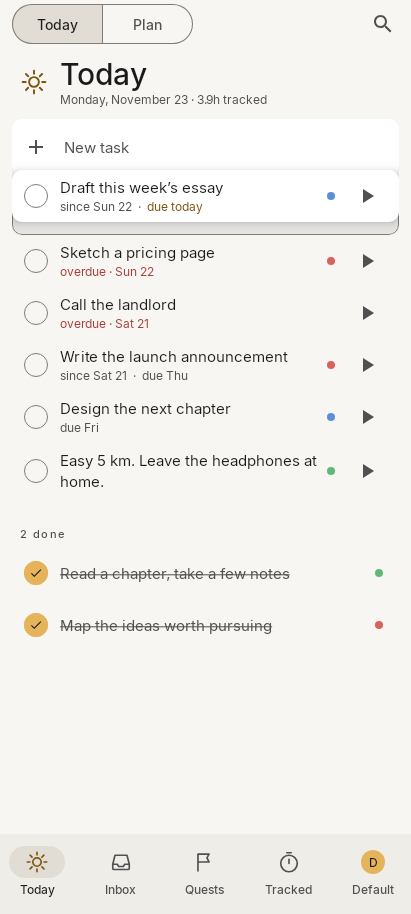 Today
Plan
Today
Monday, November 23 · 3.9h tracked
New task
Draft this week’s essay
since Sun 22 · due today
Sketch a pricing page
overdue · Sun 22
Call the landlord
overdue · Sat 21
Write the launch announcement
since Sat 21 · due Thu
Design the next chapter
due Fri
Easy 5 km. Leave the headphones at
home.
2 done
Read a chapter, take a few notes
Map the ideas worth pursuing
D
Today
Inbox
Quests
Tracked
Default